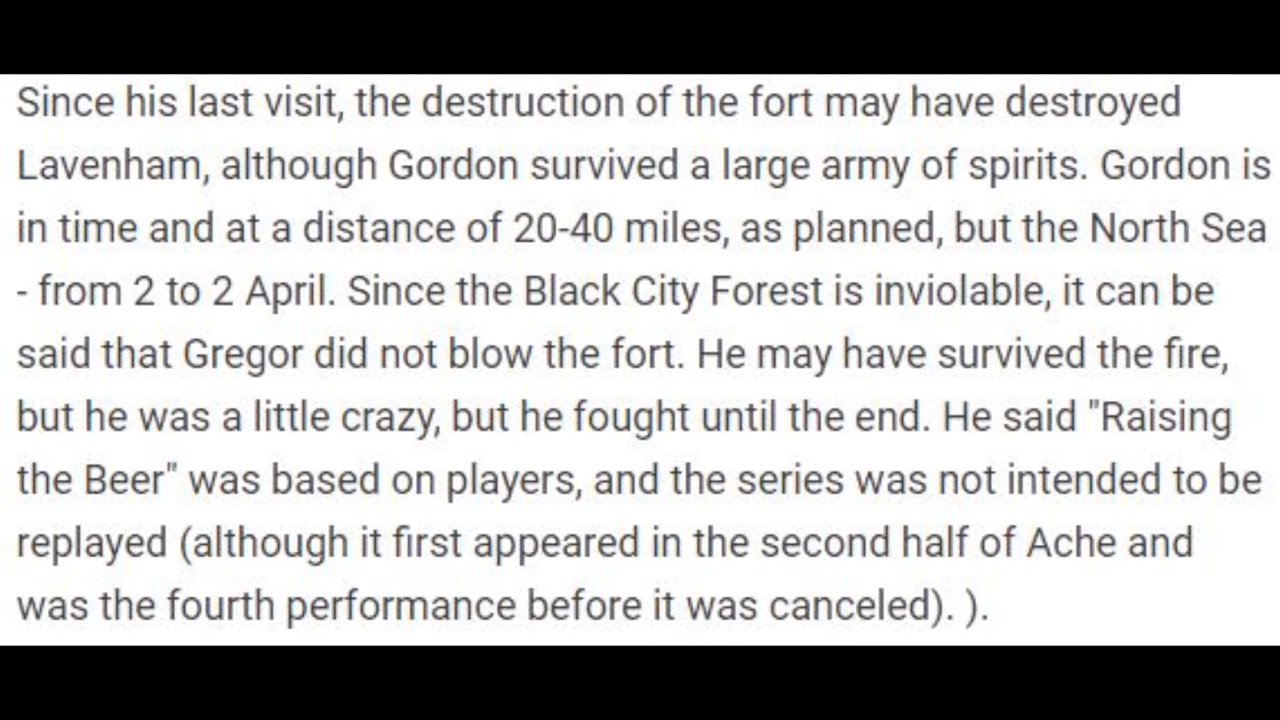 Since his last visit, the destruction of the fort may have destroyed
Lavenham, although Gordon survived a large army of spirits. Gordon is
in time and at a distance of 20-40 miles, as planned, but the North Sea
- from 2 to 2 April. Since the Black City Forest is inviolable, it can be
said that Gregor did not blow the fort. He may have survived the fire,
but he was a little crazy, but he fought until the end. He said "Raising
the Beer" was based on players, and the series was not intended to be
replayed (although it first appeared in the second half of Ache and
was the fourth performance before it was canceled). ).